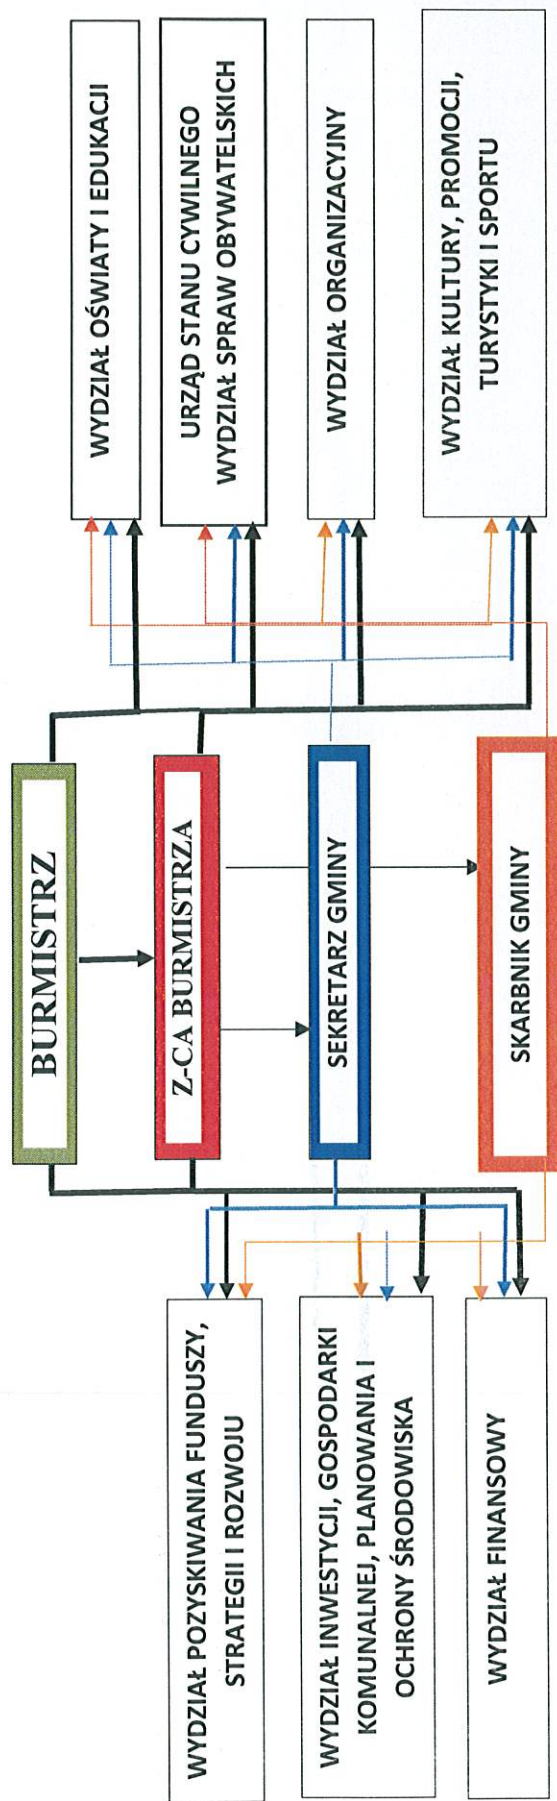 BURMISTRZ
Z-CA BURMISTRZA
SEKRETARZ GMINY
SKARBNIK GMINY
WYDZIAŁ POZYSKIWANIA FUNDUSZY,
STRATEGII I ROZWOJU
WYDZIAŁ INWESTYCJI, GOSPODARKI
KOMUNALNEJ, PLANOWANIA I
OCHRONY ŚRODOWISKA
WYDZIAŁ FINANSOWY
WYDZIAŁ OŚWIATY I EDUKACJI
URZĄD STANU CYWILNEGO
WYDZIAŁ SPRAW OBYWATELSKICH
WYDZIAŁ ORGANIZACYJNY
WYDZIAŁ KULTURY, PROMOCJI,
TURYSTYKI I SPORTU